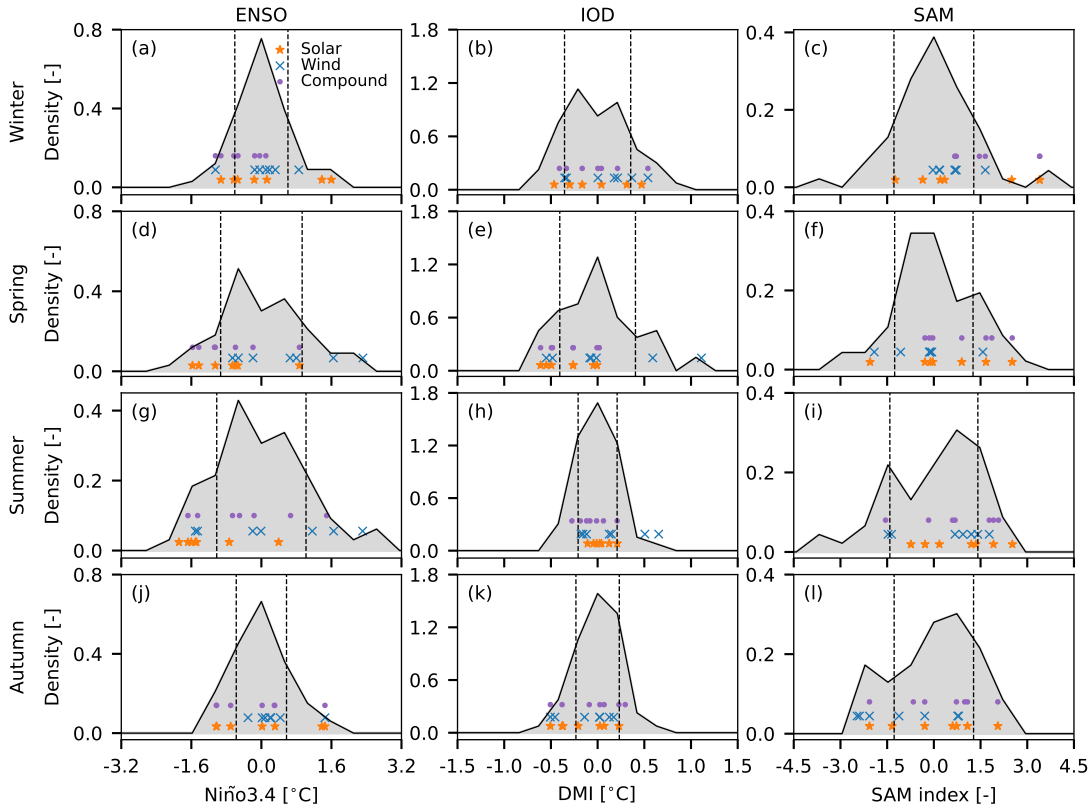 ENSO IOD SAM
Winter
Density [-]
0.8 0.4 0.0
(a)
Solar
Wind
Compound
1.8 1.2 0.6 0.0
(b)
0.4 0.2 0.0
(c)
Spring
Density [-]
0.8 0.4 0.0
(d)
1.8 1.2 0.6 0.0
(e)
0.4 0.2 0.0
(f)
Summer
Density [-]
0.4 0.2 0.0
(g)
1.8 1.2 0.6 0.0
(h)
0.4 0.2 0.0
(i)
Autumn
Density [-]
0.8 0.4 0.0
(j)
1.8 1.2 0.6 0.0
(k)
0.4 0.2 0.0
(l)
-3.2 -1.6 0.0 1.6 3.2
-1.5 -1.0 -0.5 0.0 0.5 1.0 1.5
-4.5 -3.0 -1.5 0.0 1.5 3.0 4.5
Niño3.4 [°C] DMI [°C] SAM index [-]